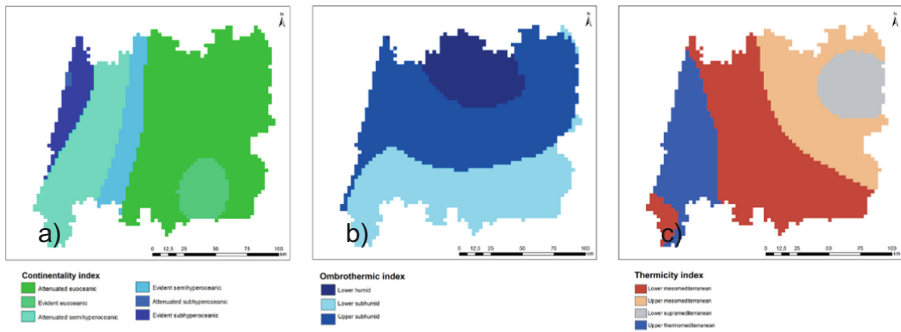 N
N
N
a)
b)
c)
0 12,5 25 50 75 100
km
0 12,5 25 50 75 100
km
0 12,5 25 50 75 100
km
Continentality index
Attenuated euoceanic
Evident euoceanic
Attenuated semihyperoceanic
Evident semihyperoceanic
Attenuated subhyperoceanic
Evident subhyperoceanic
Ombrothermic index
Lower humid
Lower subhumid
Upper subhumid
Thermicity index
Lower mesomediterranean
Upper mesomediterranean
Lower supramediterranean
Upper thermomediterranean